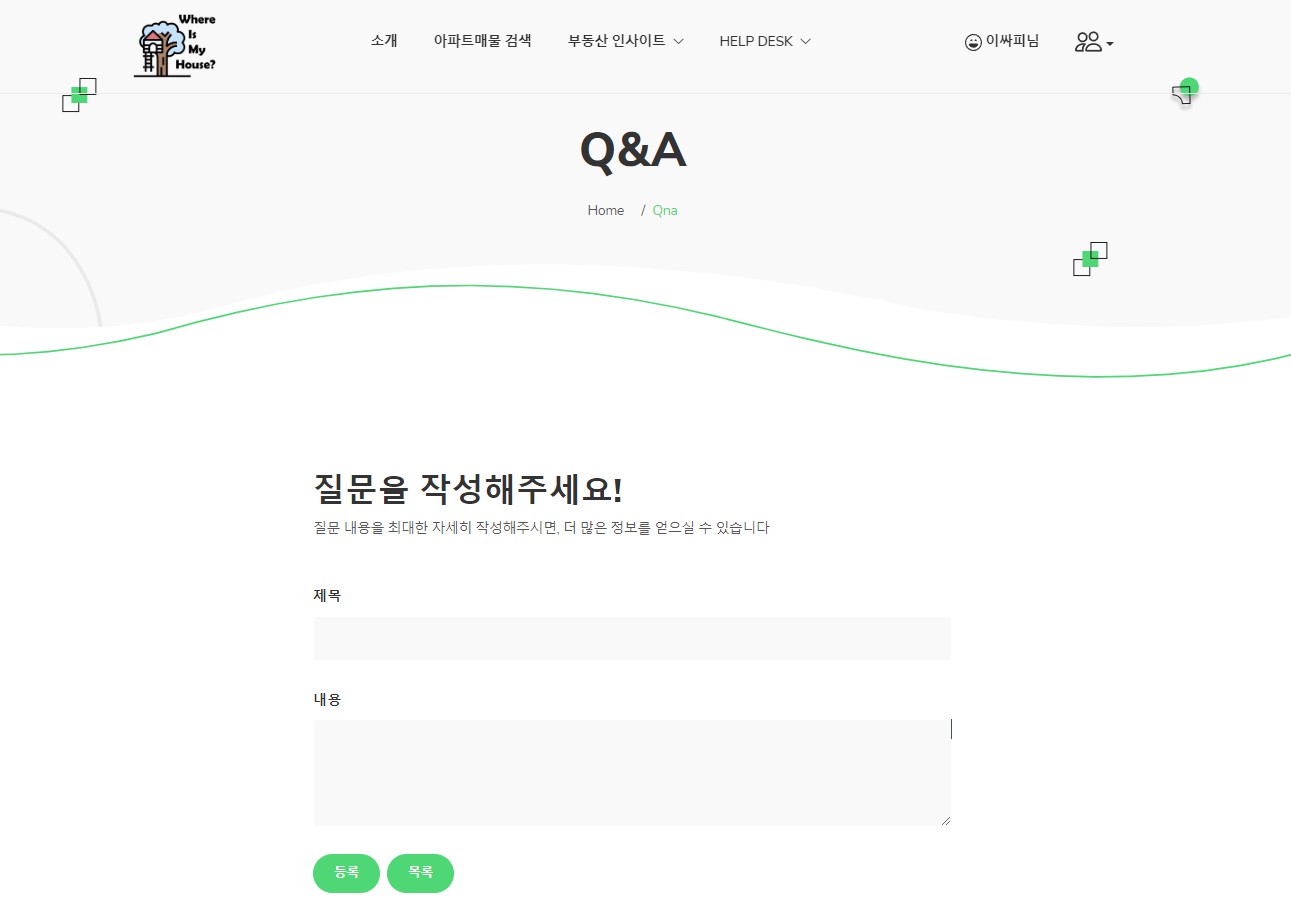 Where
Is
My
House?
소개 아파트매물 검색 부동산 인사이트 HELP DESK 이싸피님
Q&A
Home / Qna
질문을 작성해주세요!
질문 내용을 최대한 자세히 작성해주시면, 더 많은 정보를 얻으실 수 있습니다
제목
내용
등록 목록